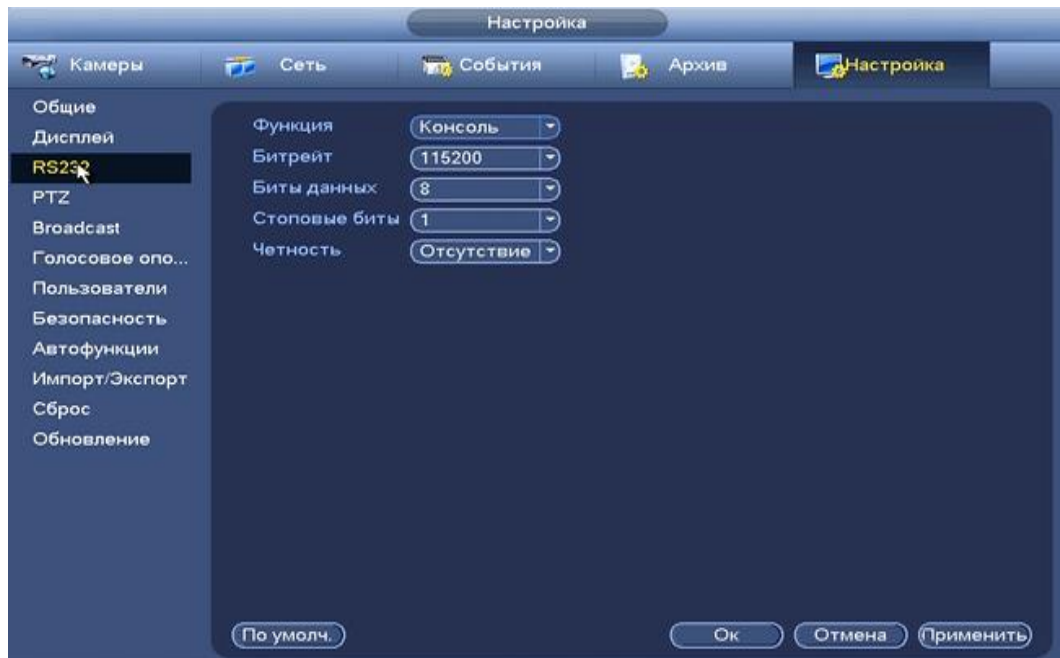 Настройка
Камеры
Сеть
События
Архив
Настройка
Общие
Дисплей
RS232
PTZ
Broadcast
Голосовое опо...
Пользователи
Безопасность
Автофункции
Импорт/Экспорт
Сброс
Обновление
Функция Консоль
Битрейт 115200
Биты данных 8
Стоповые биты 1
Четность Отсутствие
По умолч.
Ок
Отмена
Применить